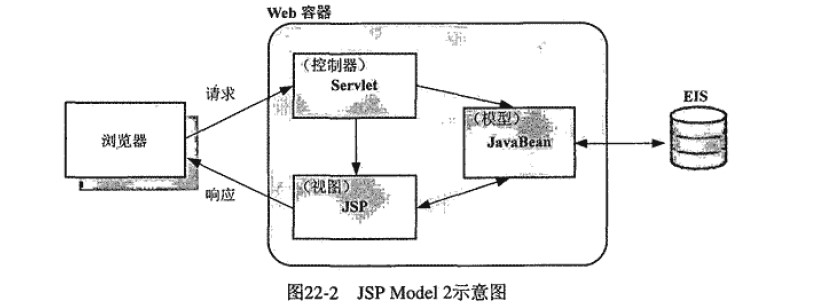 Web 容器
(控制器)
Servlet
请求
EIS
(模型)
JavaBean
浏览器
(视图)
JSP
响应
图22-2 JSP Model 2示意图